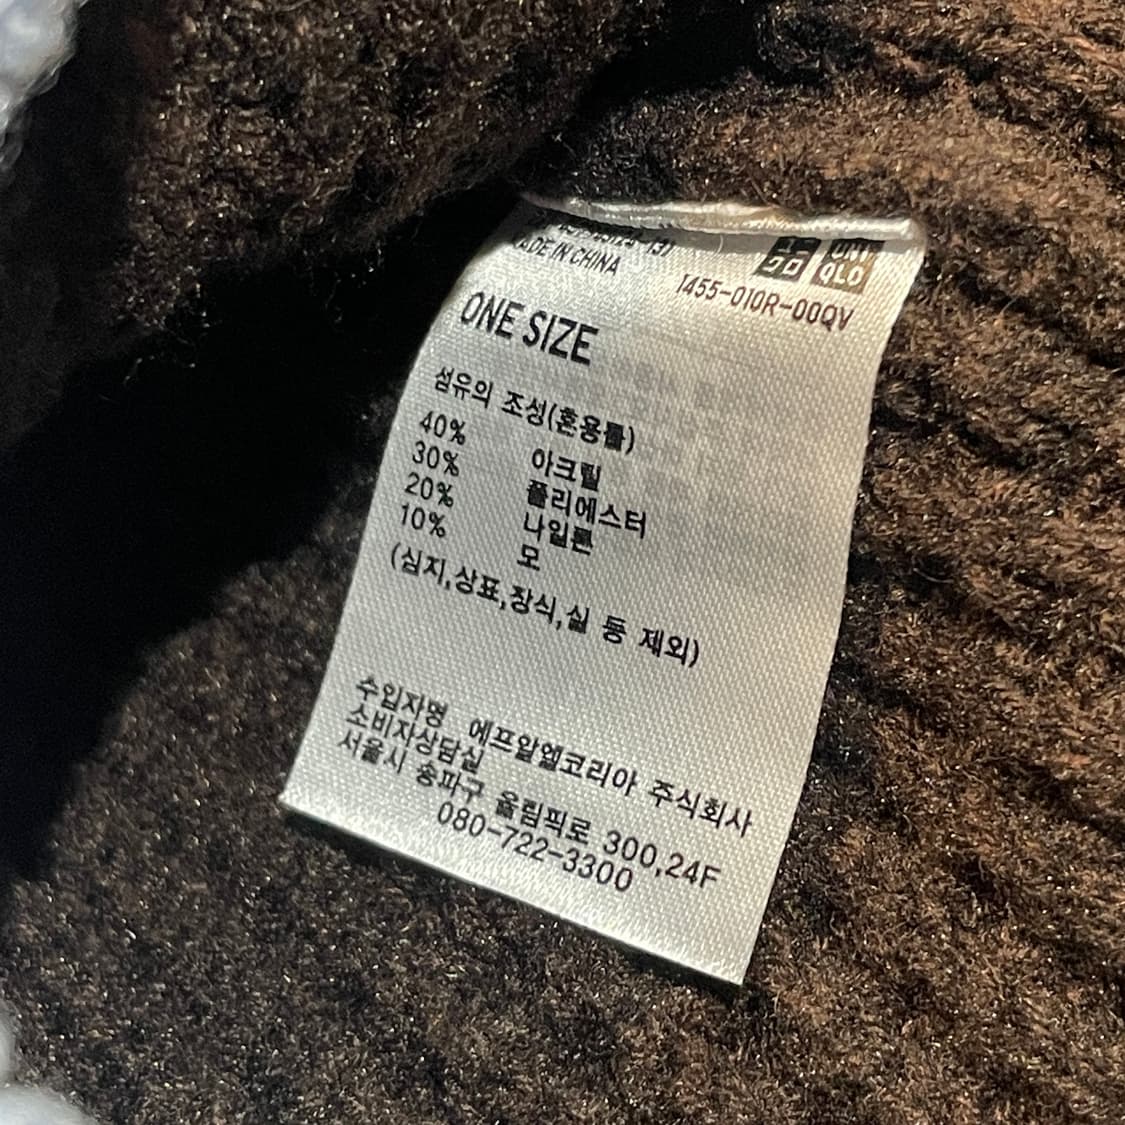 MADE IN CHINA
UNI
QLO
1455-010R-00QV
ONE SIZE
섬유의 조성(혼용률)
40% 아크릴
30% 폴리에스터
20% 나일론
10% 모
(심지,상표,장식,실 등 제외)
수입자명 에프알엘코리아 주식회사
소비자상담실
서울시 송파구 올림픽로 300,24F
080-722-3300